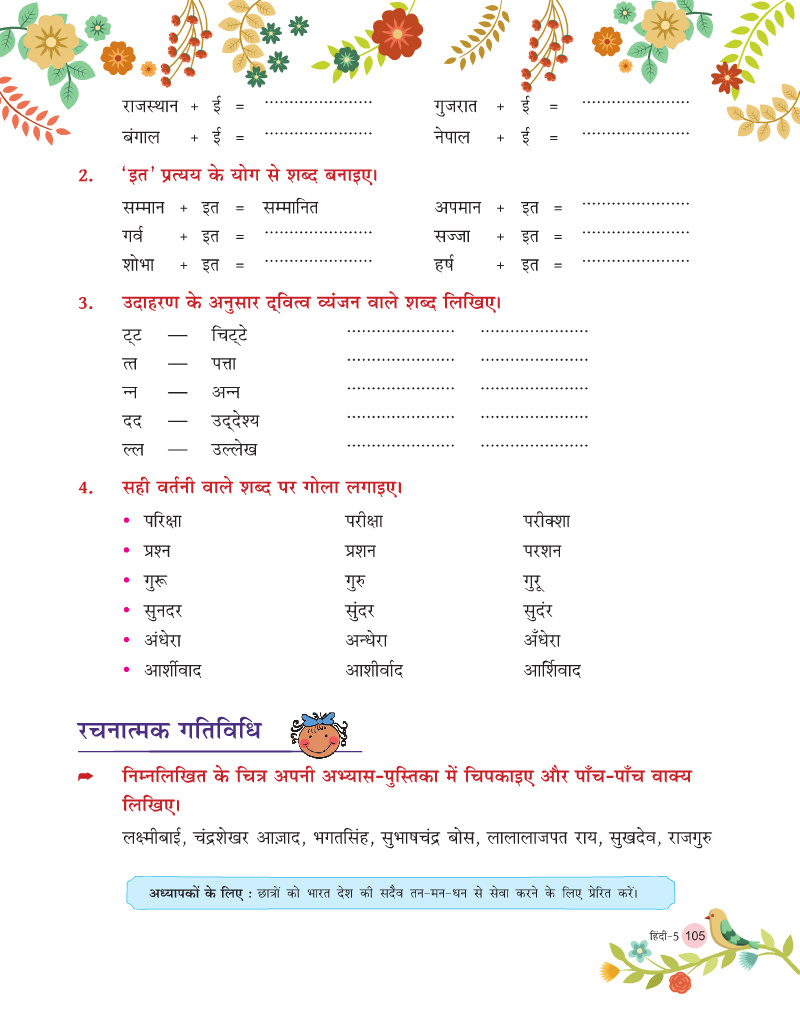 राजस्थान + ई = ........................ गुजरात + ई = ........................
बंगाल + ई = ........................ नेपाल + ई = ........................
2. ‘इत’ प्रत्यय के योग से शब्द बनाइए।
सम्मान + इत = सम्मानित अपमान + इत = ........................
गर्व + इत = ........................ सज्जा + इत = ........................
शोभा + इत = ........................ हर्ष + इत = ........................
3. उदाहरण के अनुसार द्‌वित्व व्यंजन वाले शब्द लिखिए।
ट्‌ट — चिट्‌टे ........................ ........................
त्त — पत्ता ........................ ........................
न्न — अन्न ........................ ........................
दद — उद्‌देश्य ........................ ........................
ल्ल — उल्लेख ........................ ........................
4. सही वर्तनी वाले शब्द पर गोला लगाइए।
• परिक्षा परीक्षा परीक्शा
• प्रश्न प्रशन परशन
• गुरू गुरु गुर्‍ू
• सुनदर सुंदर सुदंर
• अंधेरा अन्धेरा अँधेरा
• आर्शीवाद आशीर्वाद आर्शिवाद
रचनात्मक गतिविधि
➦ निम्नलिखित के चित्र अपनी अभ्यास-पुस्तिका में चिपकाइए और पाँच-पाँच वाक्य
लिखिए।
लक्ष्मीबाई, चंद्रशेखर आज़ाद, भगतसिंह, सुभाषचंद्र बोस, लालालाजपत राय, सुखदेव, राजगुरु
अध्यापकों के लिए : छात्रों को भारत देश की सदैव तन-मन-धन से सेवा करने के लिए प्रेरित करें।
हिंदी-5 105